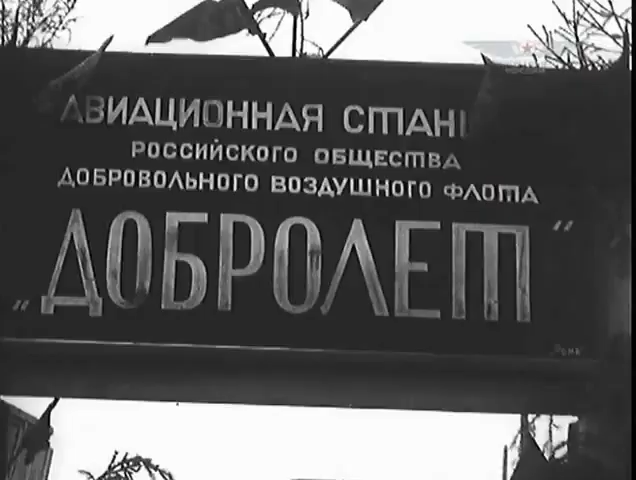 АВИАЦИОННАЯ СТАН
РОССИЙСКОГО ОБЩЕСТВА
ДОБРОВОЛЬНОГО ВОЗДУШНОГО ФЛОТА
„ДОБРОЛЕТ“